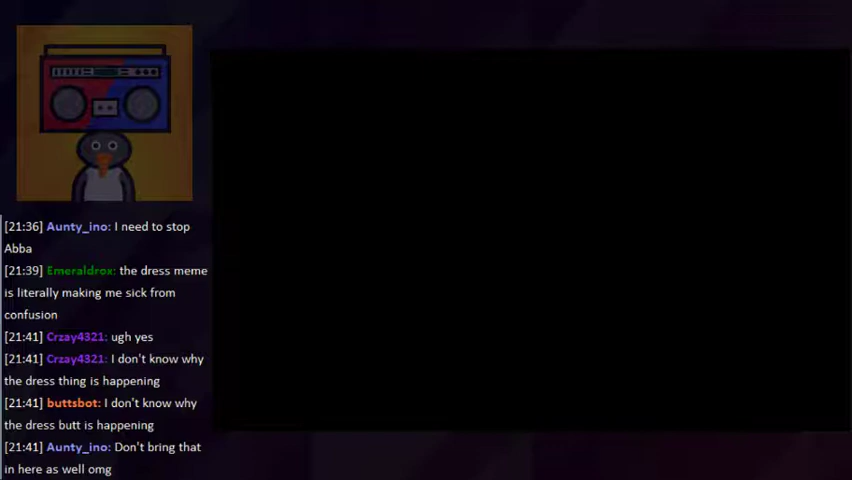 [21:36] Aunty_ino: I need to stop
Abba
[21:39] Emeraldrox: the dress meme
is literally making me sick from
confusion
[21:41] Crzay4321: ugh yes
[21:41] Crzay4321: I don't know why
the dress thing is happening
[21:41] buttsbot: I don't know why
the dress butt is happening
[21:41] Aunty_ino: Don't bring that
in here as well omg